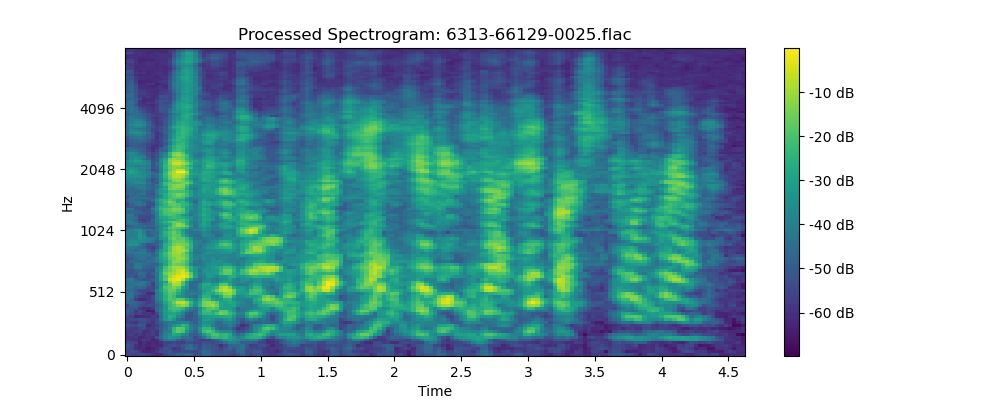 Processed Spectrogram: 6313-66129-0025.flac
Hz
4096
2048
1024
512
0
0 0.5 1 1.5 2 2.5 3 3.5 4 4.5
Time
-10 dB
-20 dB
-30 dB
-40 dB
-50 dB
-60 dB